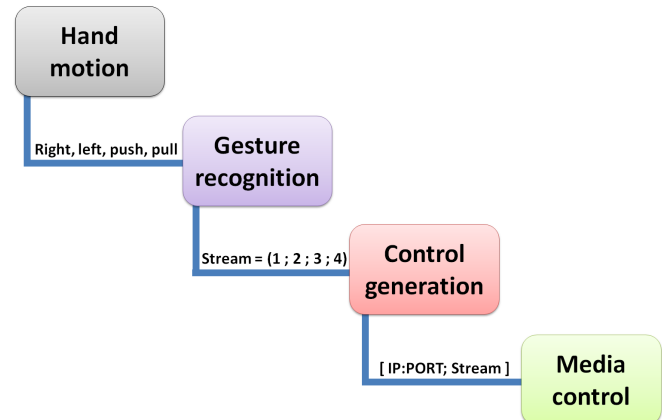 Hand
motion
Right, left, push, pull
Gesture
recognition
Stream = (1 ; 2 ; 3 ; 4)
Control
generation
[ IP:PORT; Stream ]
Media
control